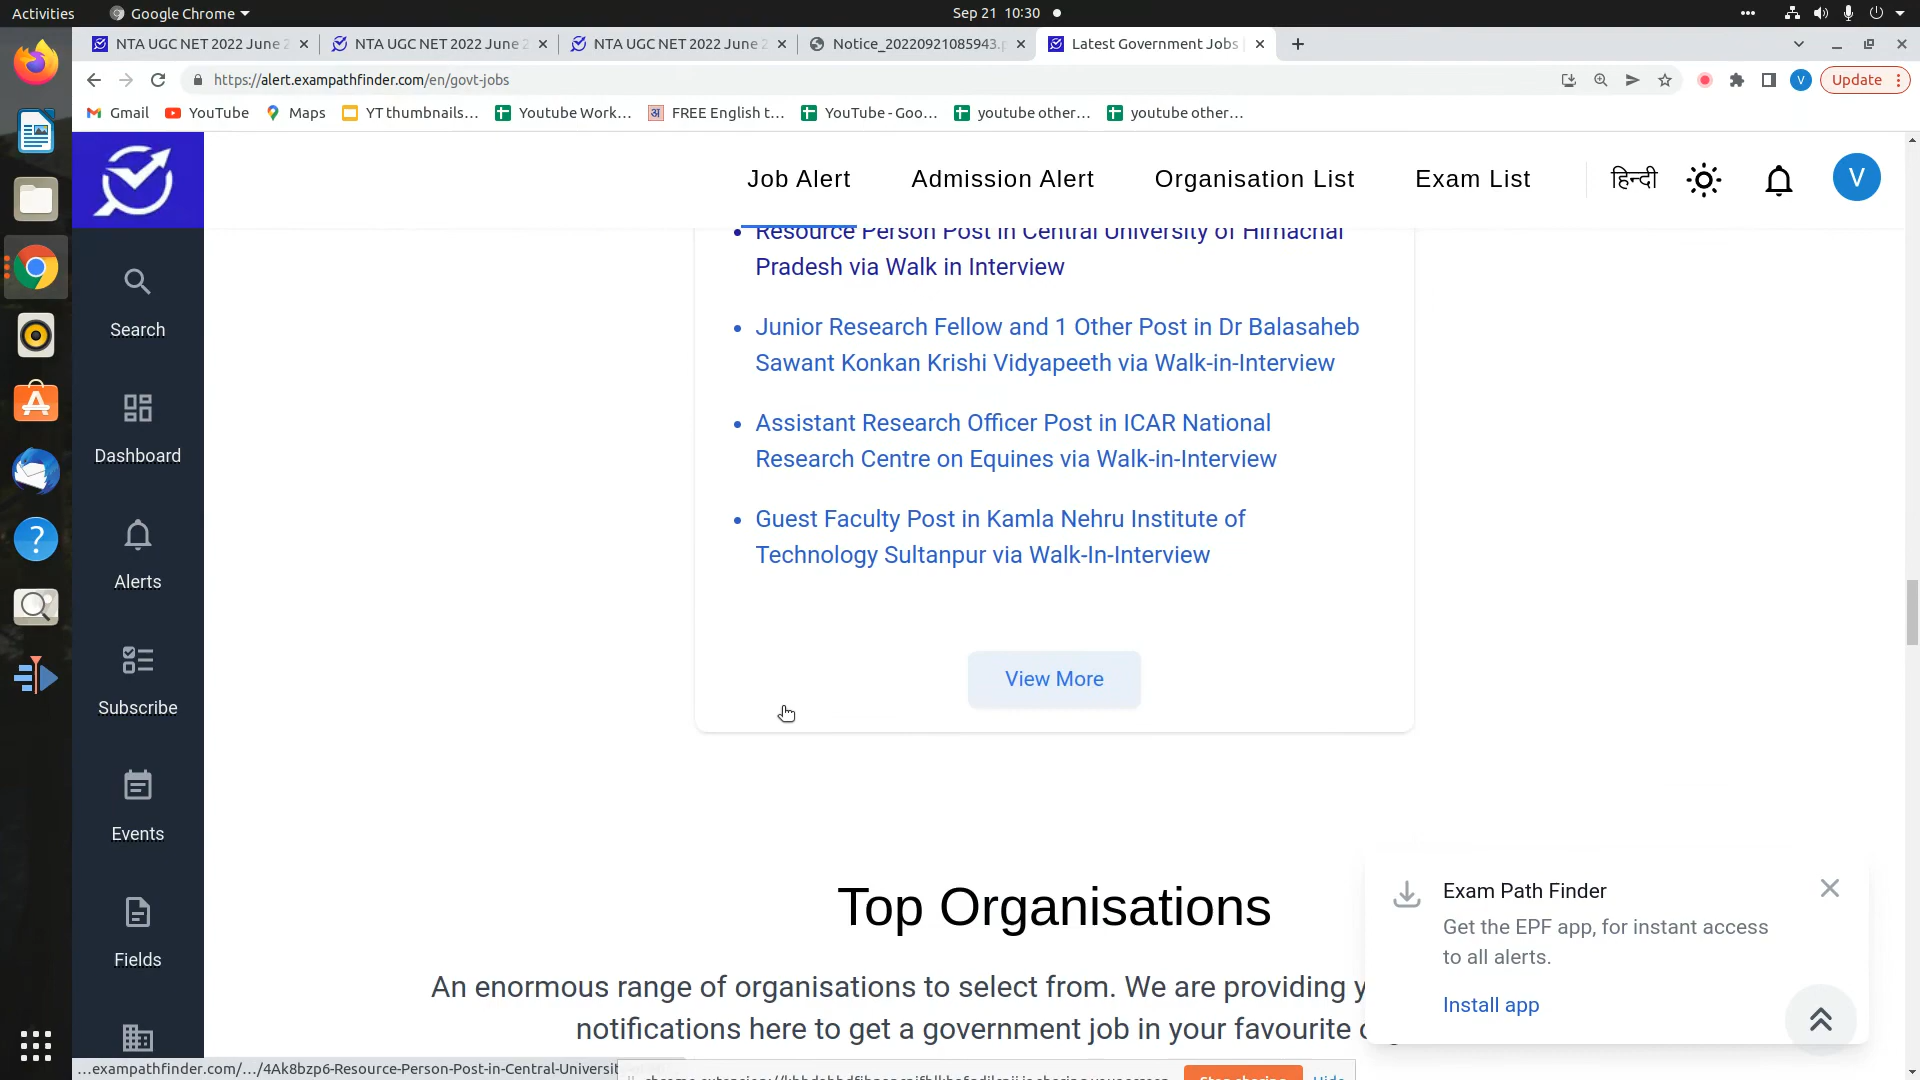 Activities
Google Chrome
Sep 21 10:30
NTA UGC NET 2022 June 2
NTA UGC NET 2022 June 2
NTA UGC NET 2022 June 2
Notice_20220921085943.p
Latest Government Jobs
https://alert.exampathfinder.com/en/govt-jobs
Update
Gmail
YouTube
Maps
YT thumbnails...
Youtube Work...
FREE English t...
YouTube - Goo...
youtube other...
youtube other...
Job Alert
Admission Alert
Organisation List
Exam List
हिन्दी
V
V
Search
Dashboard
Alerts
Subscribe
Events
Fields
Resource Person Post in Central University of Himachal
Pradesh via Walk in Interview
Junior Research Fellow and 1 Other Post in Dr Balasaheb
Sawant Konkan Krishi Vidyapeeth via Walk-in-Interview
Assistant Research Officer Post in ICAR National
Research Centre on Equines via Walk-in-Interview
Guest Faculty Post in Kamla Nehru Institute of
Technology Sultanpur via Walk-In-Interview
View More
Top Organisations
An enormous range of organisations to select from. We are providing
notifications here to get a government job in your favourite
Exam Path Finder
Get the EPF app, for instant access
to all alerts.
Install app
...exampathfinder.com/.../4Ak8bzp6-Resource-Person-Post-in-Central-Universit
Stop sharing
Hide